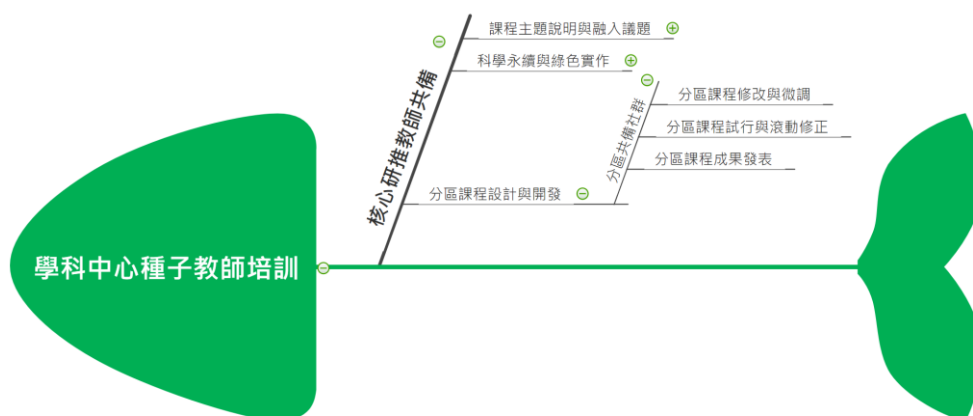 學科中心種子教師培訓
核心研推教師共備
課程主題說明與融入議題
科學永續與綠色實作
分區課程設計與開發
分區共備社群
分區課程修改與微調
分區課程試行與滾動修正
分區課程成果發表